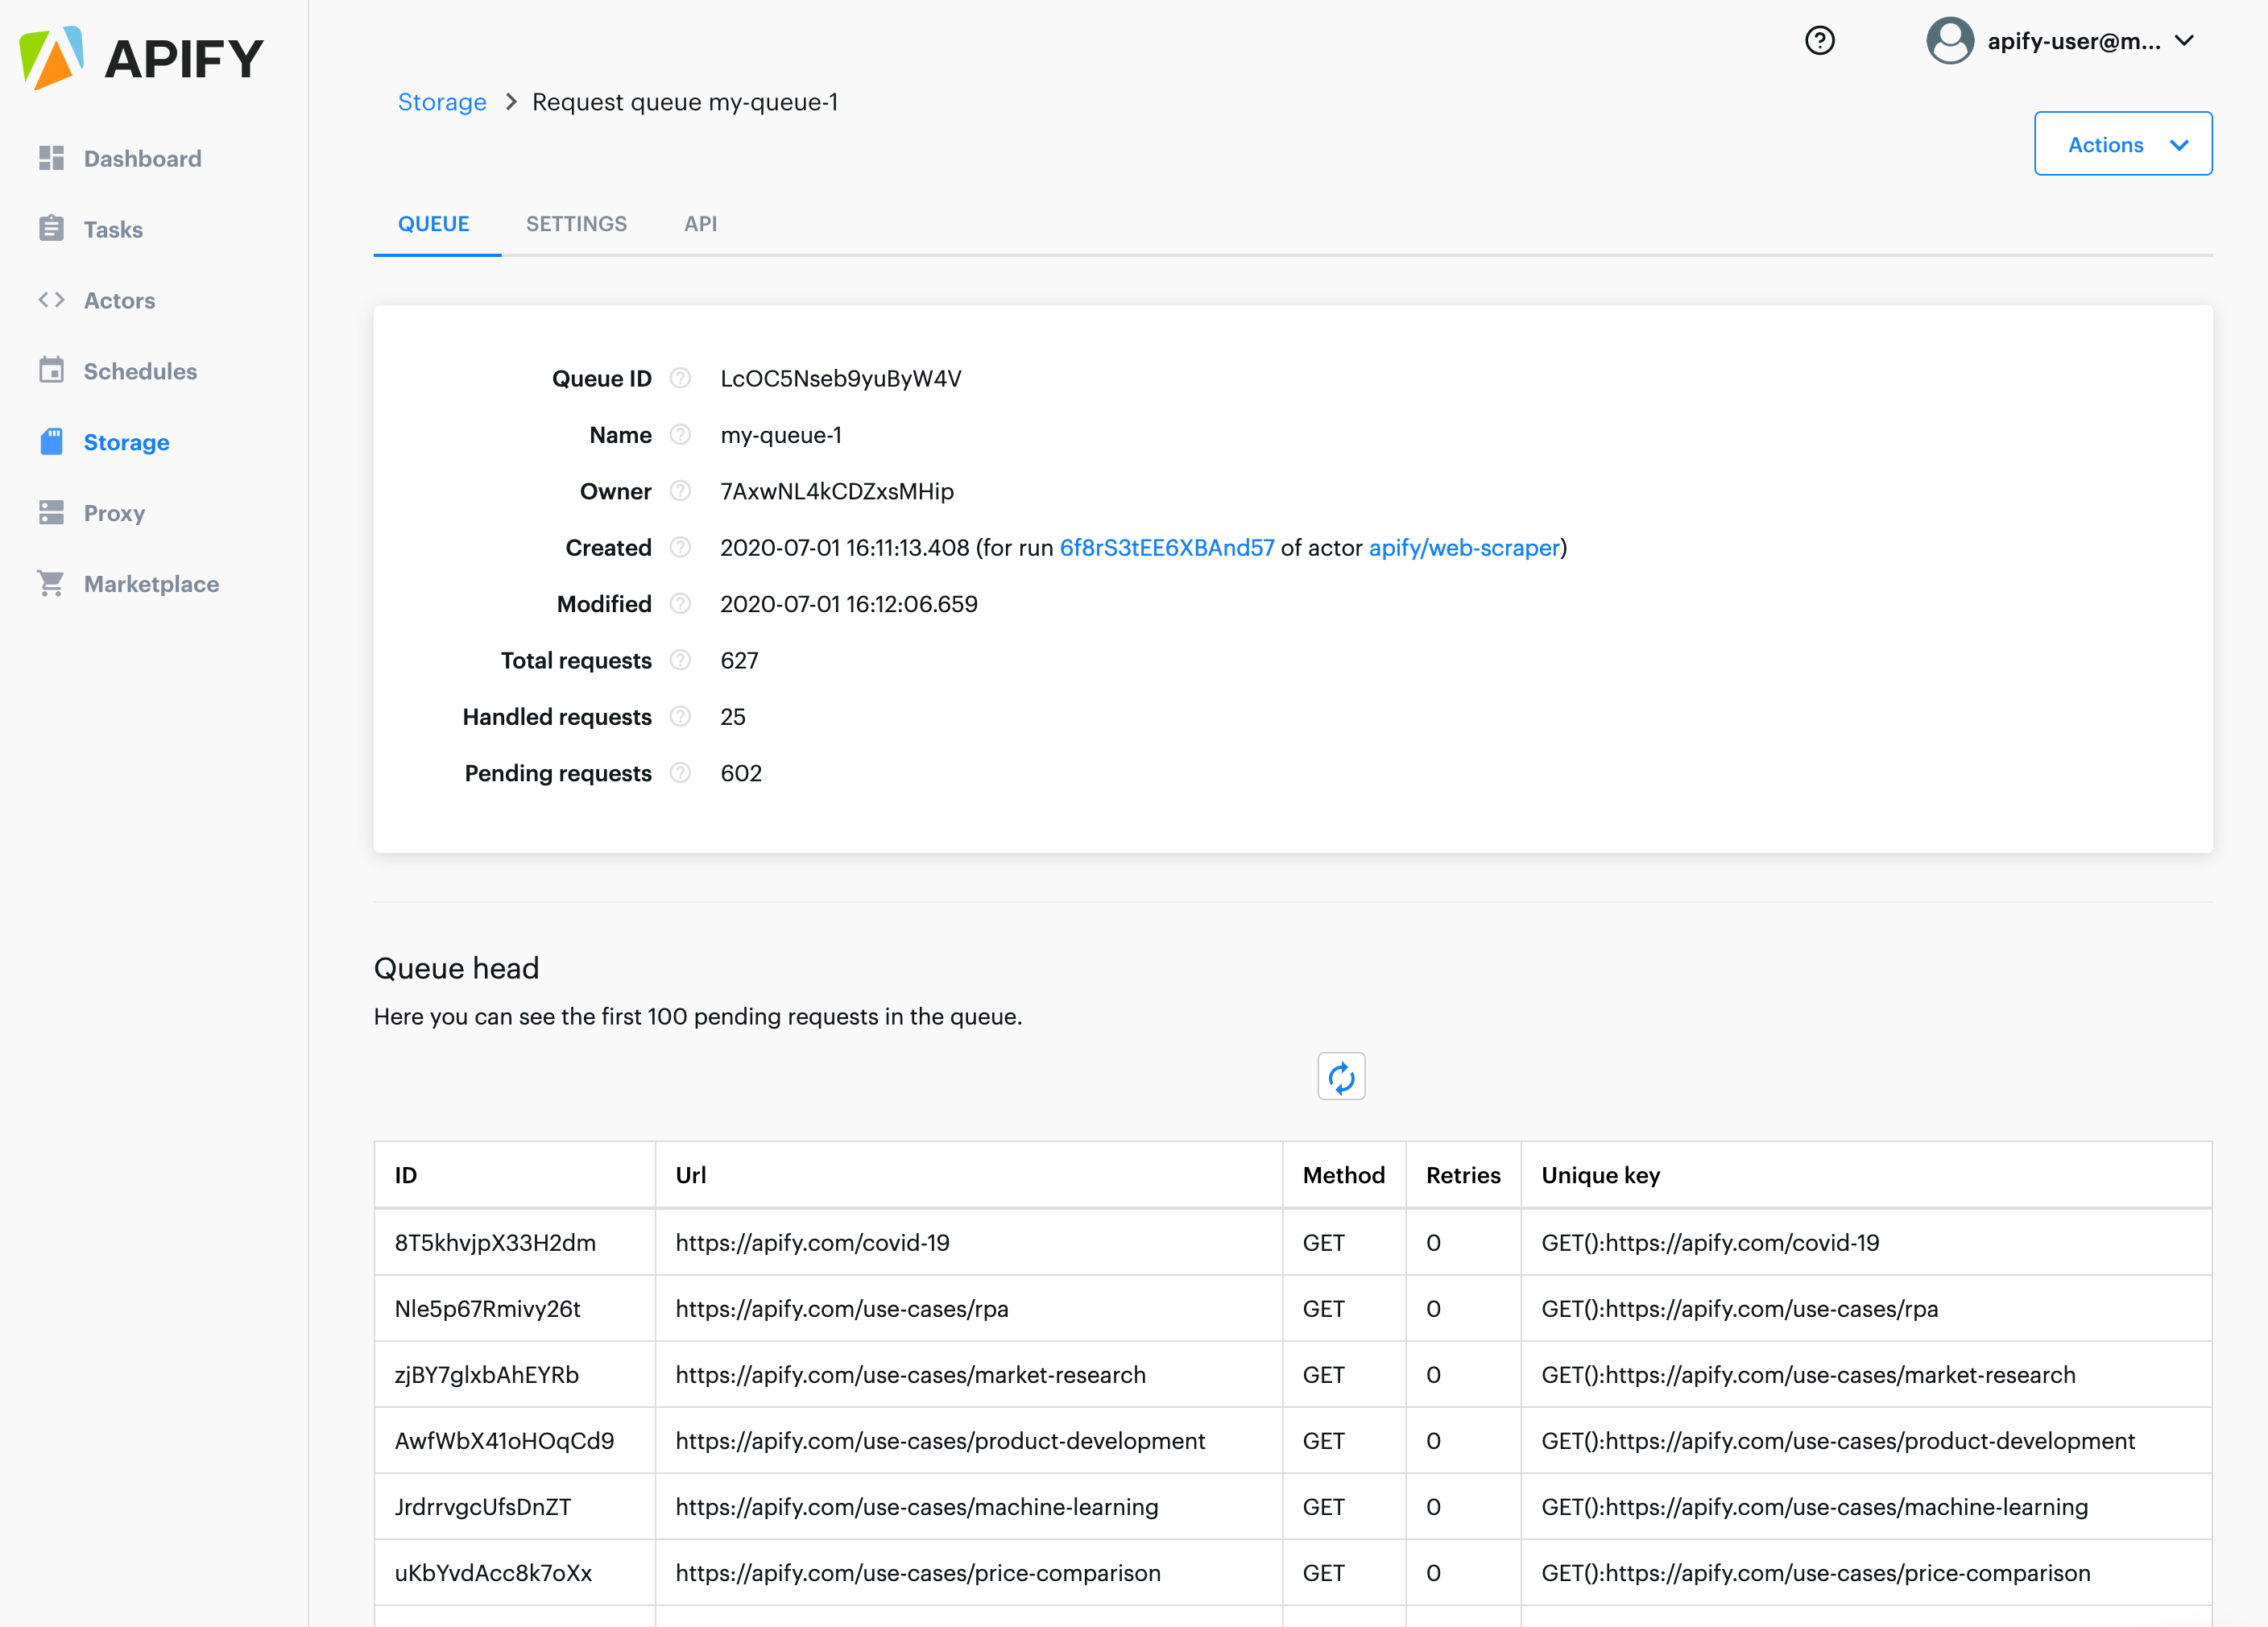 APIFY
apify-user@m...
Storage > Request queue my-queue-1
Actions
Dashboard
Tasks
Actors
Schedules
Storage
Proxy
Marketplace
QUEUE SETTINGS API
Queue ID LcOC5Nseb9yuByW4V
Name my-queue-1
Owner 7AxwNL4kCDZxsMHip
Created 2020-07-01 16:11:13.408 (for run 6f8rS3tEE6XBAnd57 of actor apify/web-scraper)
Modified 2020-07-01 16:12:06.659
Total requests 627
Handled requests 25
Pending requests 602
Queue head
Here you can see the first 100 pending requests in the queue.
ID Url Method Retries Unique key
8T5khvjpX33H2dm https://apify.com/covid-19 GET 0 GET():https://apify.com/covid-19
Nle5p67Rmivy26t https://apify.com/use-cases/rpa GET 0 GET():https://apify.com/use-cases/rpa
zjBY7glxbAhEYRb https://apify.com/use-cases/market-research GET 0 GET():https://apify.com/use-cases/market-research
AwfWbX41oHOqCd9 https://apify.com/use-cases/product-development GET 0 GET():https://apify.com/use-cases/product-development
JrdrrvgcUfsDnZT https://apify.com/use-cases/machine-learning GET 0 GET():https://apify.com/use-cases/machine-learning
uKbYvdAcc8k7oXx https://apify.com/use-cases/price-comparison GET 0 GET():https://apify.com/use-cases/price-comparison